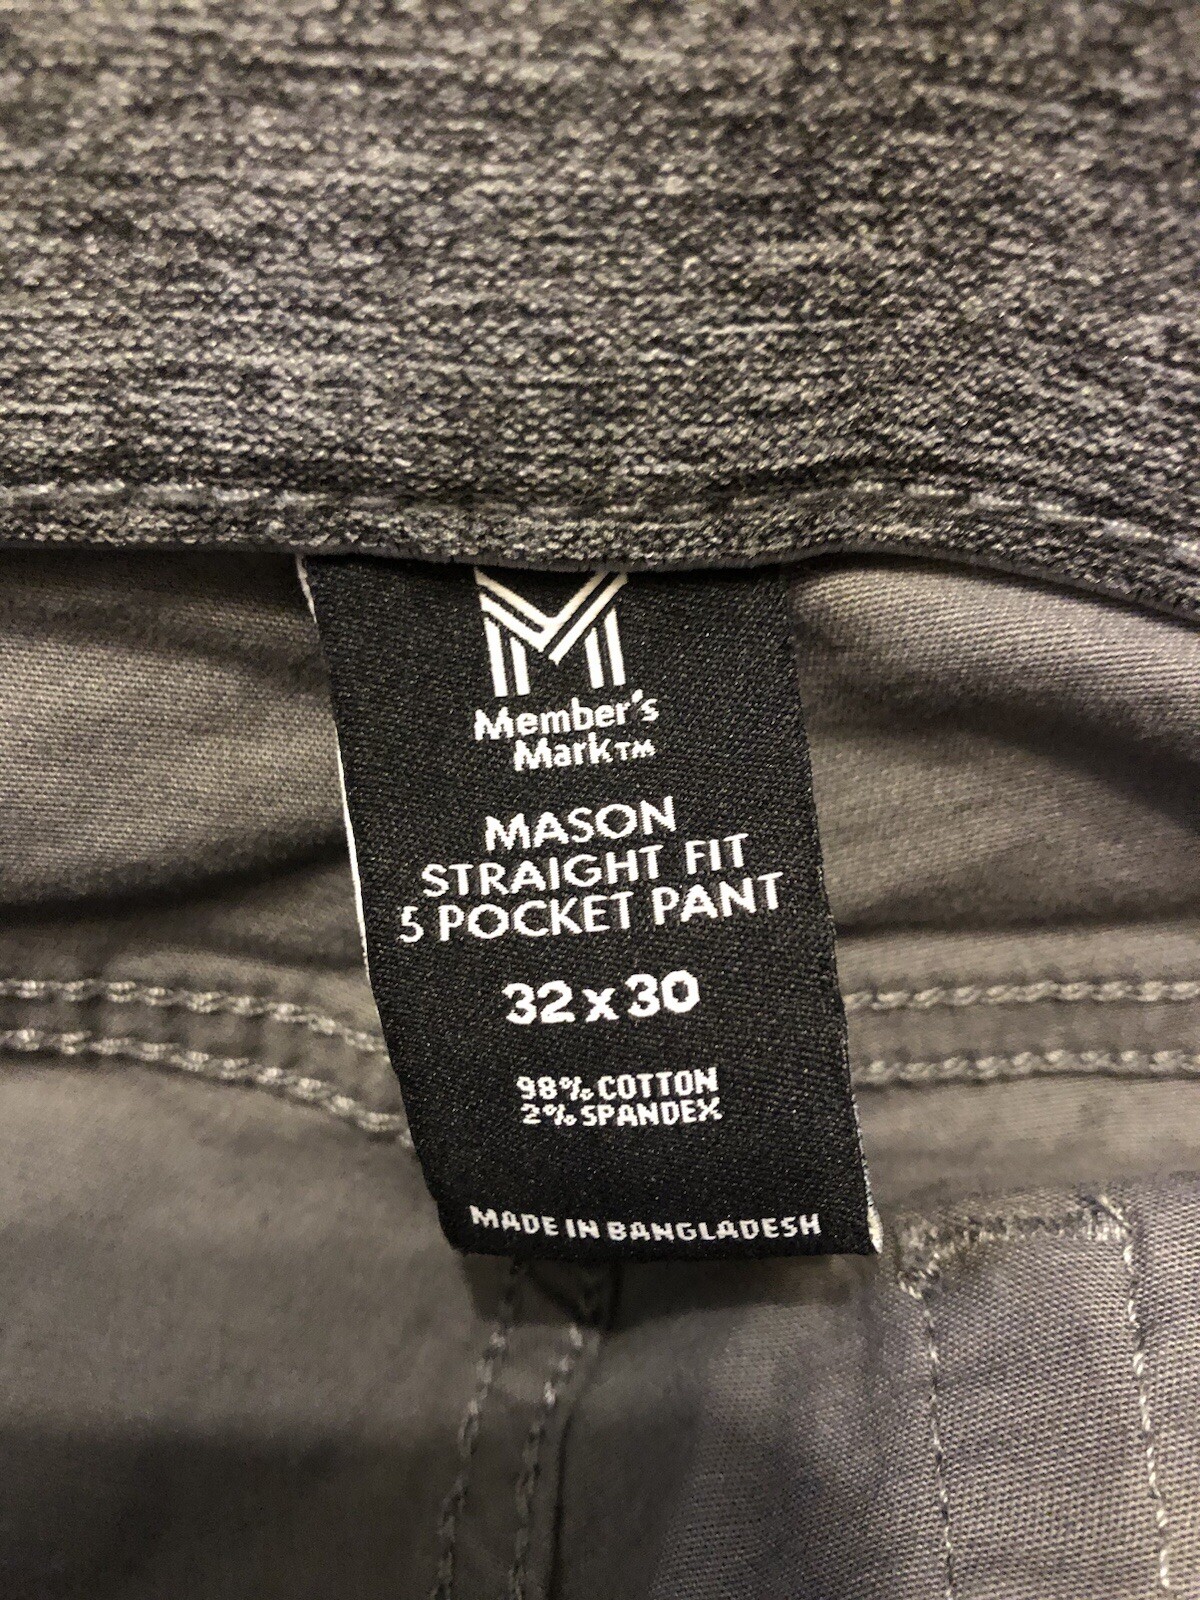 M
Member's
Mark™
MASON
STRAIGHT FIT
5 POCKET PANT
32 x 30
98% COTTON
2% SPANDEX
MADE IN BANGLADESH